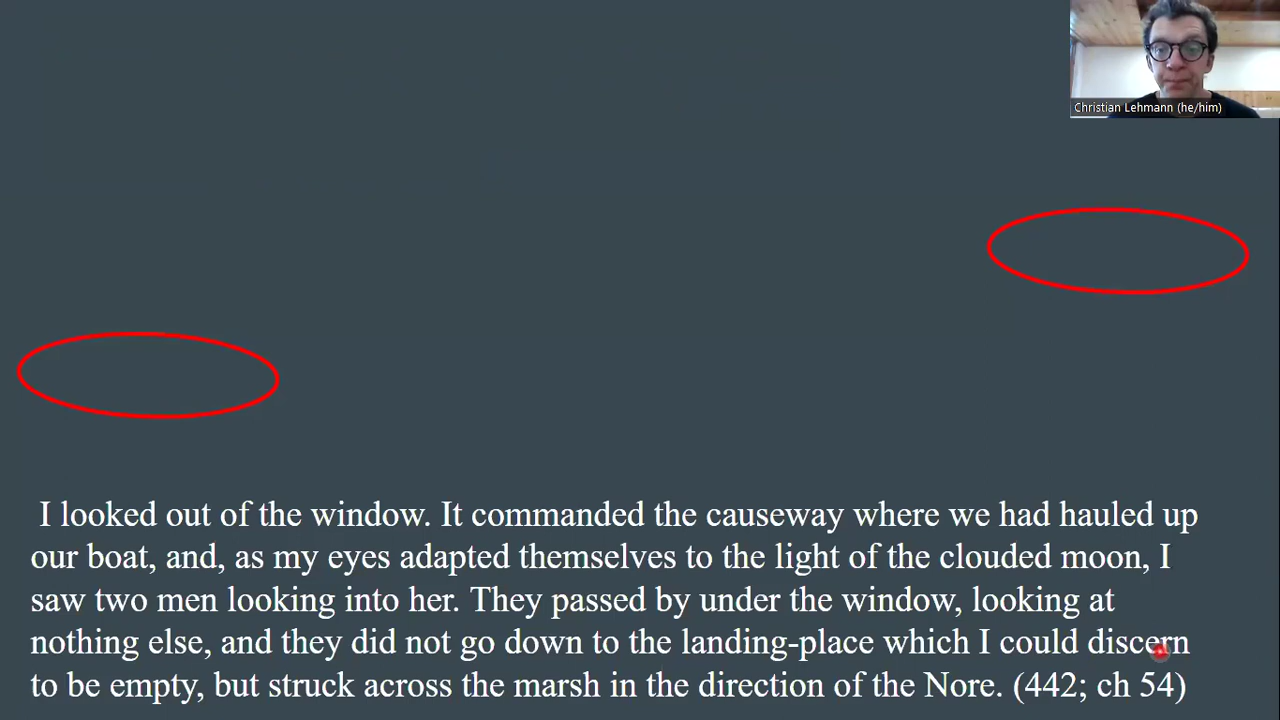 Christian Lehmann (he/him)
I looked out of the window. It commanded the causeway where we had hauled up
our boat, and, as my eyes adapted themselves to the light of the clouded moon, I
saw two men looking into her. They passed by under the window, looking at
nothing else, and they did not go down to the landing-place which I could discern
to be empty, but struck across the marsh in the direction of the Nore. (442; ch 54)